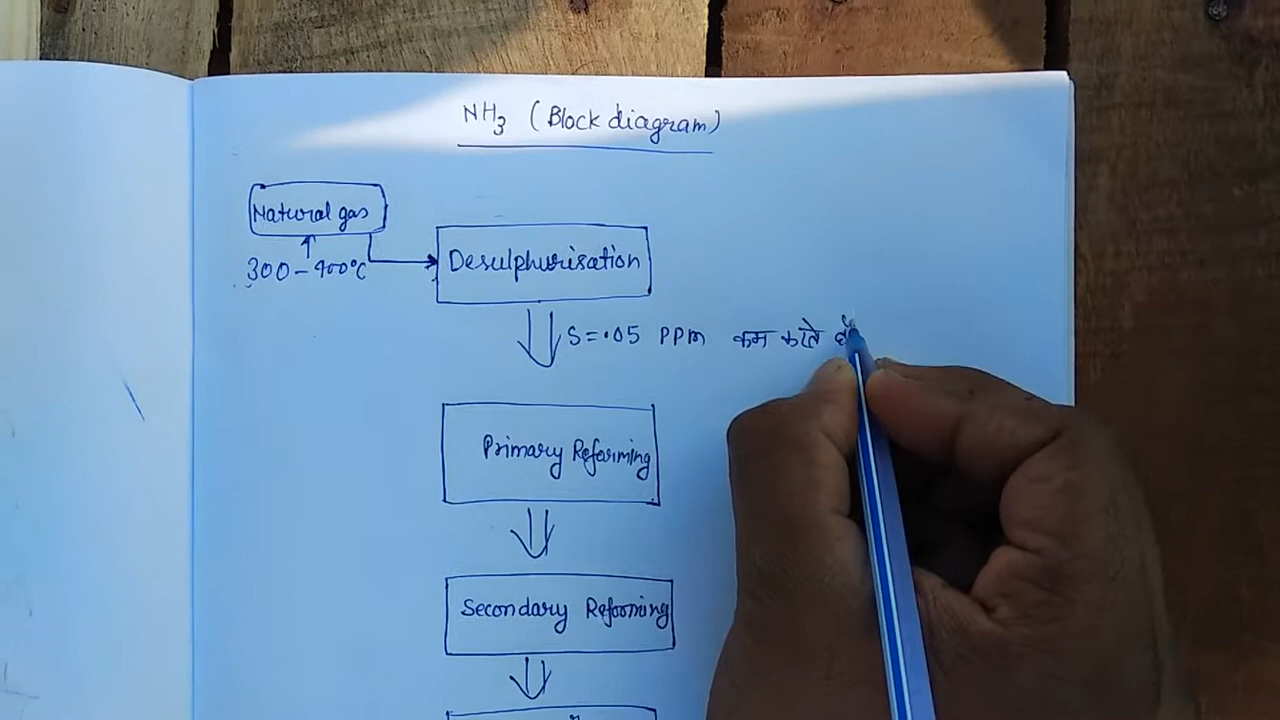 NH3 (Block diagram)
Natural gas
300-400°C
Desulphurisation
S=.05 PPM कम करते हैं
Primary Reforming
Secondary Reforming